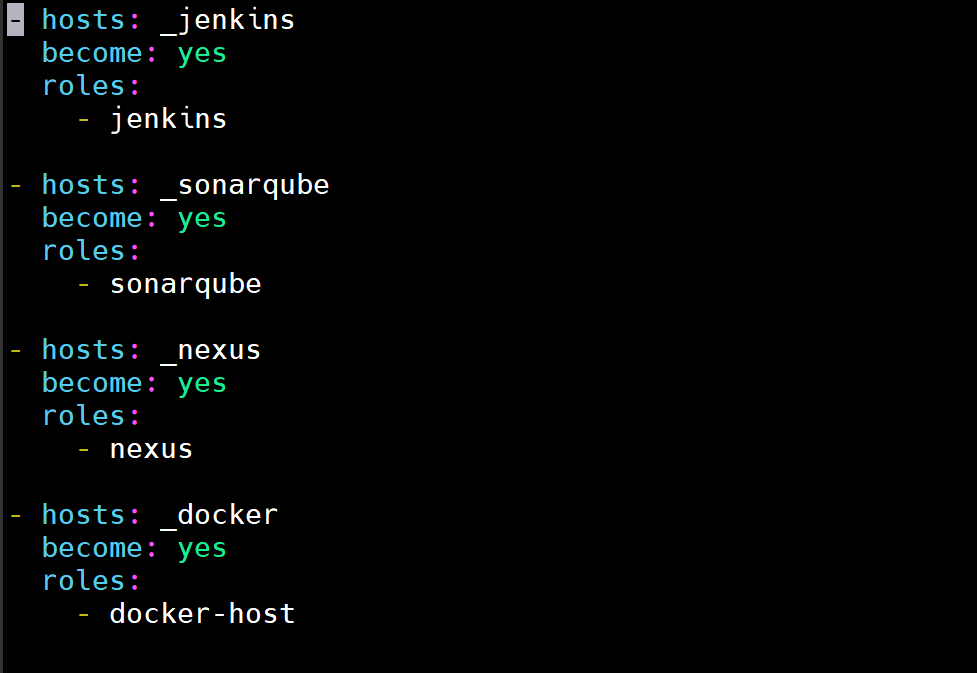 - hosts: _jenkins
  become: yes
  roles:
    - jenkins

- hosts: _sonarqube
  become: yes
  roles:
    - sonarqube

- hosts: _nexus
  become: yes
  roles:
    - nexus

- hosts: _docker
  become: yes
  roles:
    - docker-host